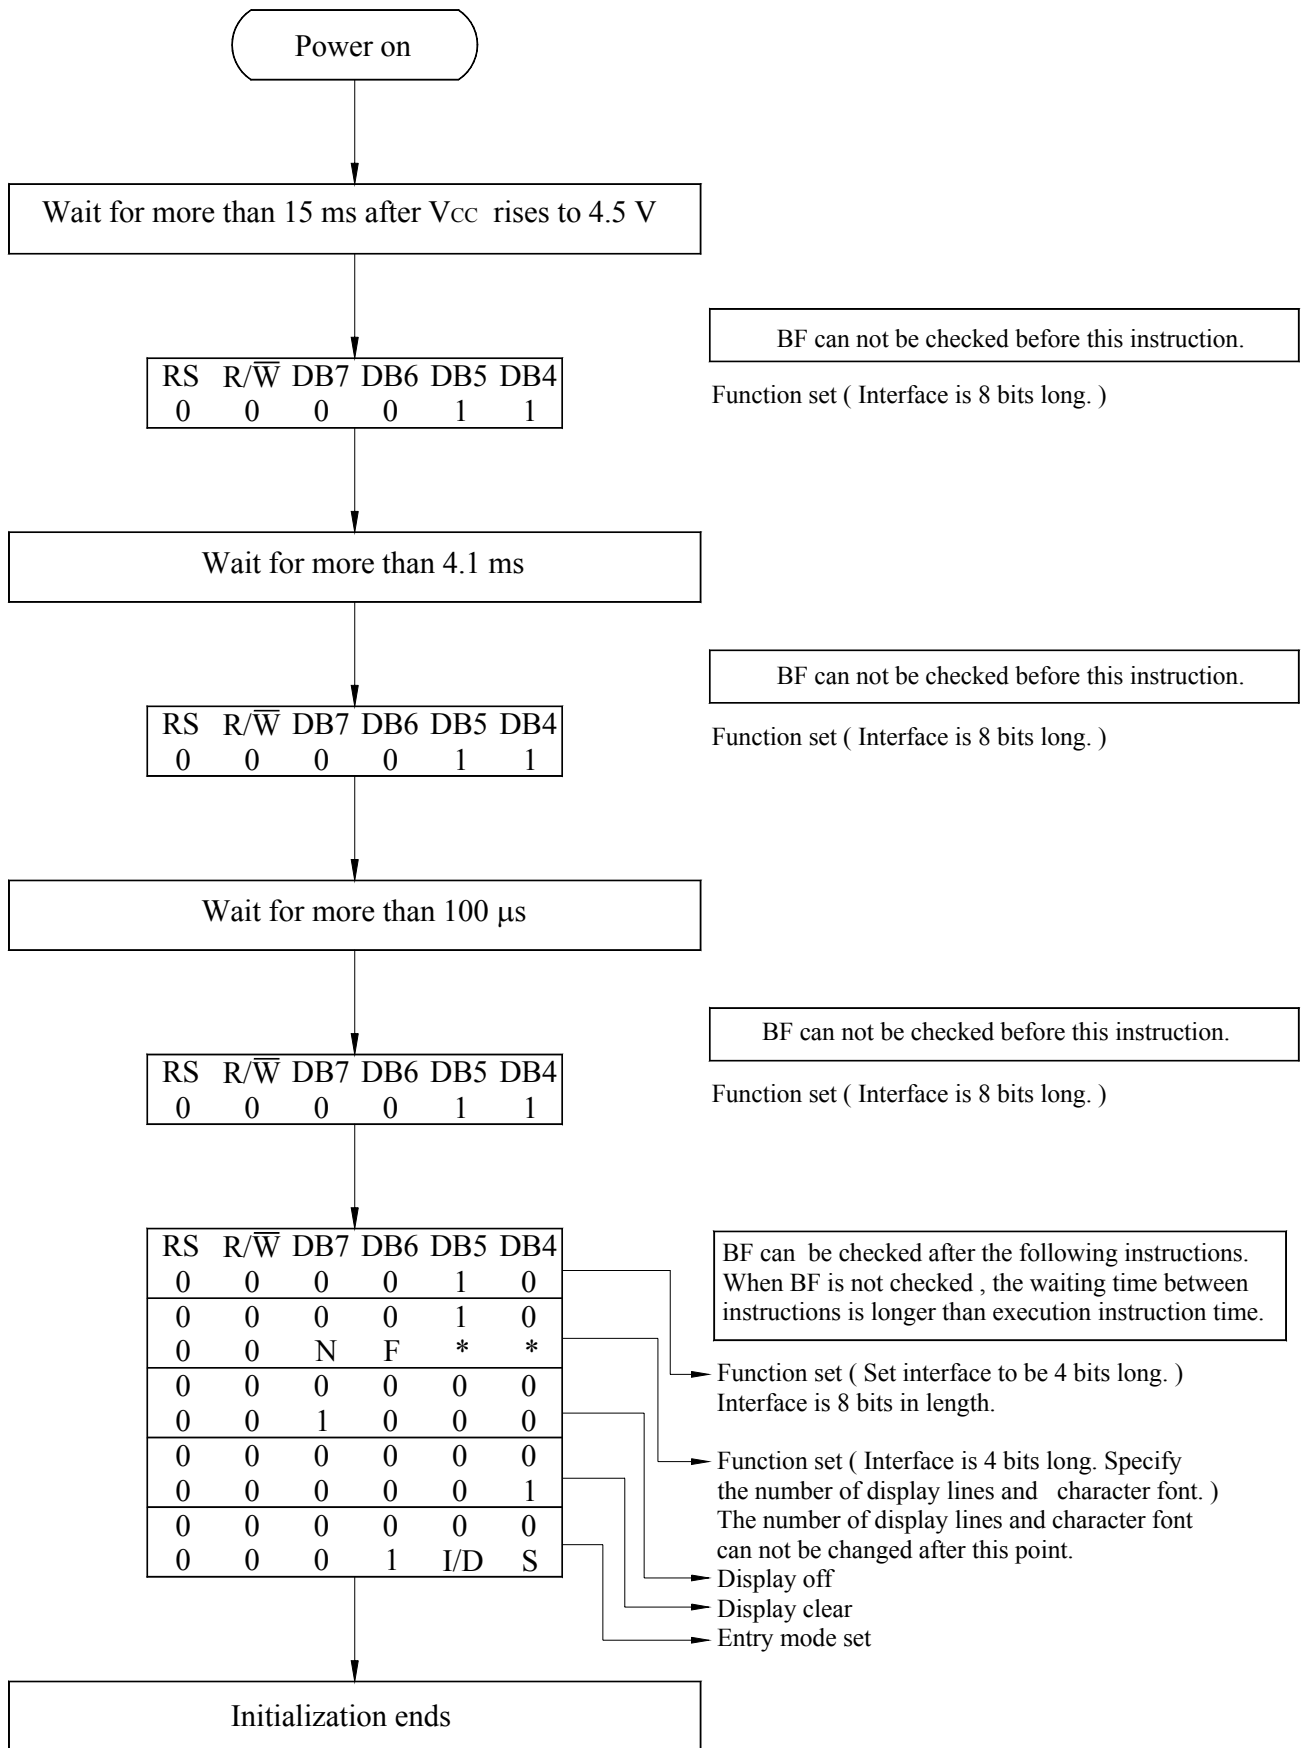 Power on
Wait for more than 15 ms after VCC rises to 4.5 V
BF can not be checked before this instruction.
RS R/W̅ DB7 DB6 DB5 DB4
0 0 0 0 1 1
Function set ( Interface is 8 bits long. )
Wait for more than 4.1 ms
BF can not be checked before this instruction.
RS R/W̅ DB7 DB6 DB5 DB4
0 0 0 0 1 1
Function set ( Interface is 8 bits long. )
Wait for more than 100 μs
BF can not be checked before this instruction.
RS R/W̅ DB7 DB6 DB5 DB4
0 0 0 0 1 1
Function set ( Interface is 8 bits long. )
RS R/W̅ DB7 DB6 DB5 DB4
0 0 0 0 1 0
0 0 0 0 1 0
0 0 N F * *
0 0 0 0 0 0
0 0 1 0 0 0
0 0 0 0 0 0
0 0 0 0 0 1
0 0 0 0 0 0
0 0 0 1 I/D S
BF can be checked after the following instructions.
When BF is not checked , the waiting time between
instructions is longer than execution instruction time.
Function set ( Set interface to be 4 bits long. )
Interface is 8 bits in length.
Function set ( Interface is 4 bits long. Specify
the number of display lines and character font. )
The number of display lines and character font
can not be changed after this point.
Display off
Display clear
Entry mode set
Initialization ends